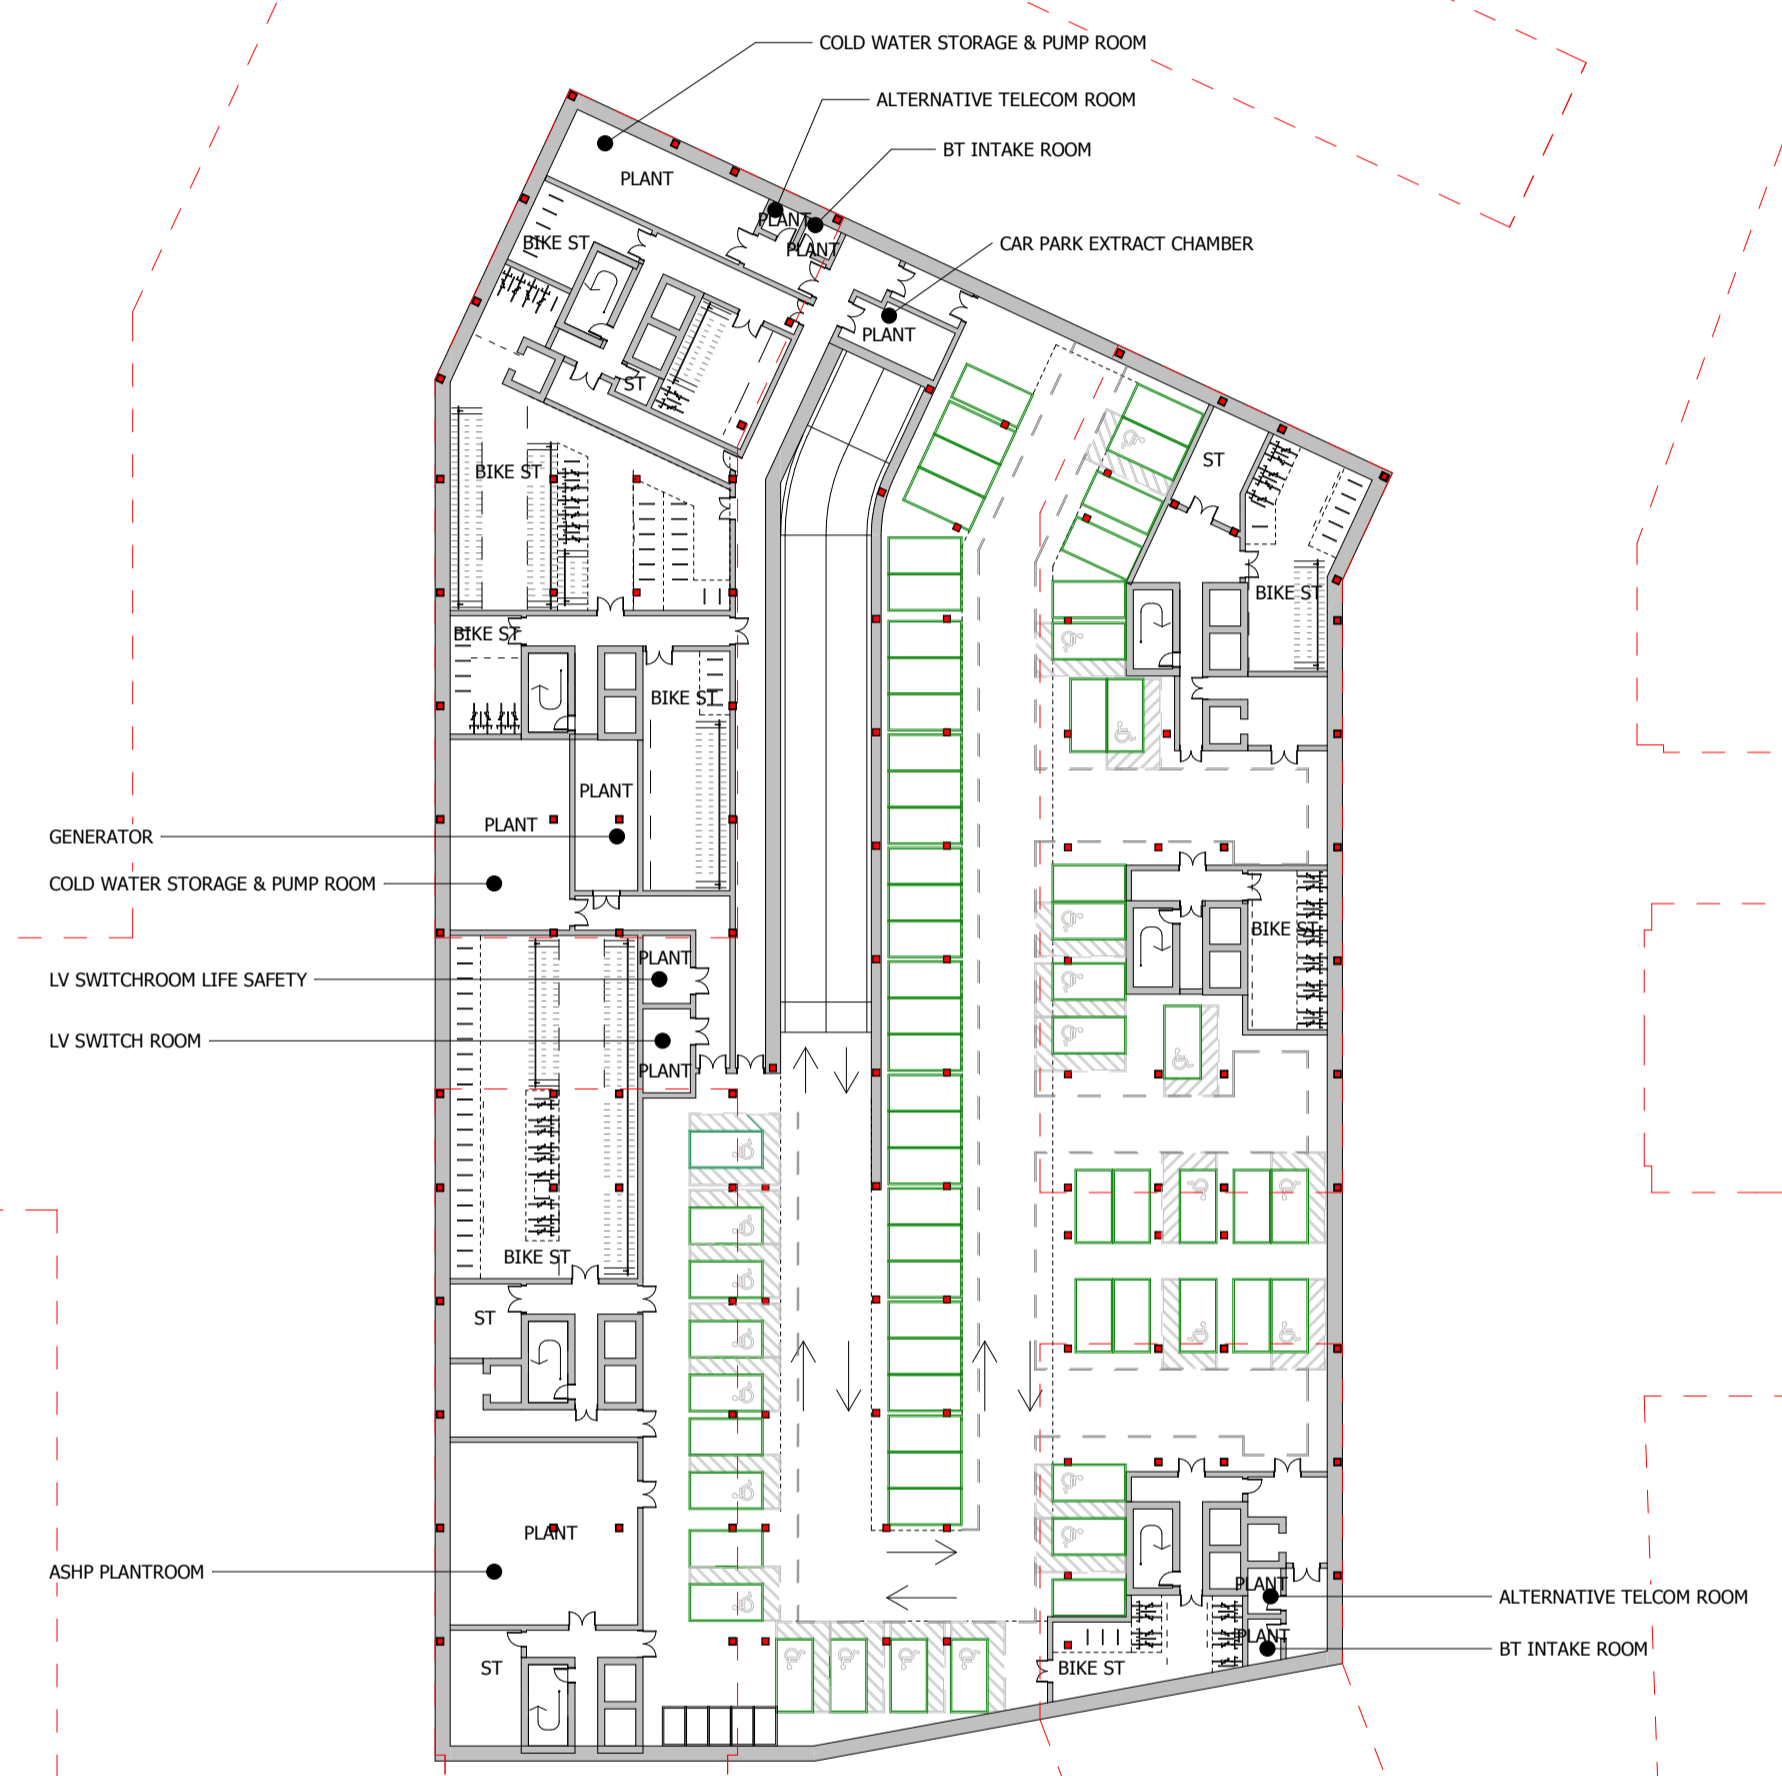 COLD WATER STORAGE & PUMP ROOM
ALTERNATIVE TELECOM ROOM
BT INTAKE ROOM
PLANT
PLANT
BIKE ST
PLANT
CAR PARK EXTRACT CHAMBER
PLANT
ST
ST
BIKE ST
BIKE ST
BIKE ST
BIKE ST
PLANT
PLANT
GENERATOR
COLD WATER STORAGE & PUMP ROOM
BIKE ST
PLANT
LV SWITCHROOM LIFE SAFETY
LV SWITCH ROOM
PLANT
BIKE ST
ST
PLANT
ASHP PLANTROOM
PLANT
ALTERNATIVE TELCOM ROOM
PLANT
BT INTAKE ROOM
ST
BIKE ST